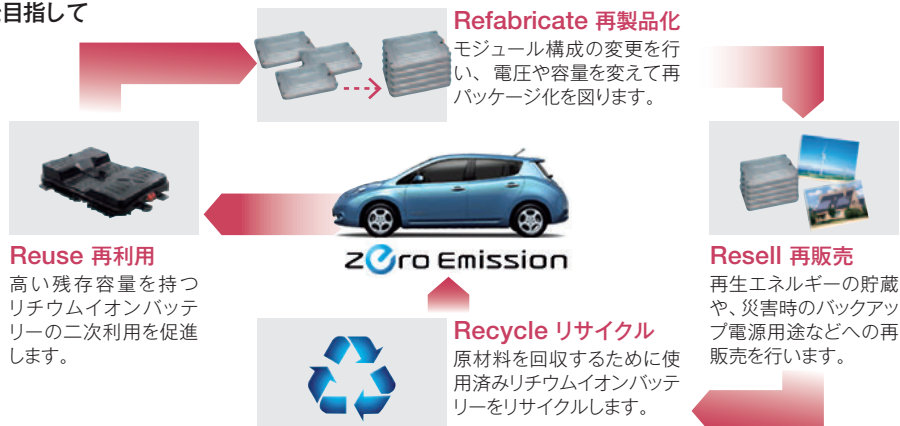 を目指して
Refabricate 再製品化
モジュール構成の変更を行
い、電圧や容量を変えて再
パッケージ化を図ります。
Reuse 再利用
高い残存容量を持つ
リチウムイオンバッテ
リーの二次利用を促進
します。
Zero Emission
Resell 再販売
再生エネルギーの貯蔵
や、災害時のバックアッ
プ電源用途などへの再
販売を行います。
Recycle リサイクル
原材料を回収するために使
用済みリチウムイオンバッテ
リーをリサイクルします。